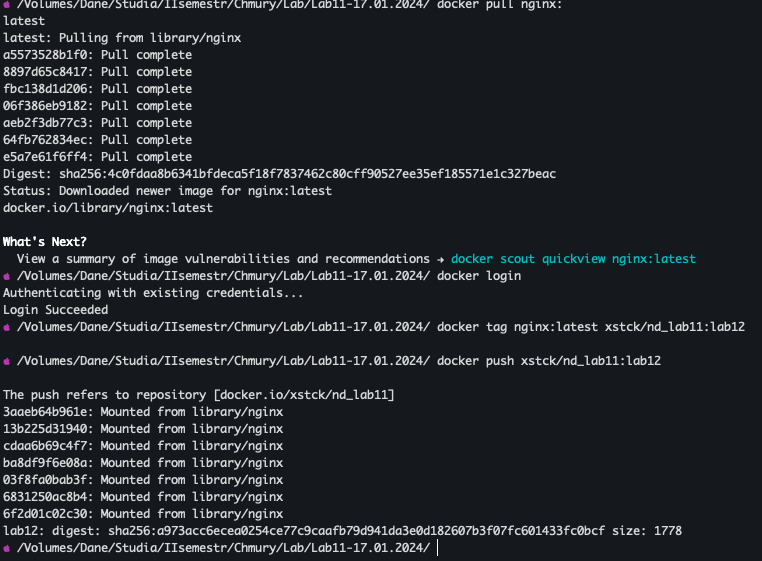 /Volumes/Dane/Studia/IIsemestr/Chmury/Lab/Lab11-17.01.2024/ docker pull nginx:
latest
latest: Pulling from library/nginx
a5573528b1f0: Pull complete
8897d65c8417: Pull complete
fbc138d1d206: Pull complete
06f386eb9182: Pull complete
aeb2f3db77c3: Pull complete
64fb762834ec: Pull complete
e5a7e61f6ff4: Pull complete
Digest: sha256:4c0fdaa8b6341bfdeca5f18f7837462c80cff90527ee35ef185571e1c327beac
Status: Downloaded newer image for nginx:latest
docker.io/library/nginx:latest
What's Next?
View a summary of image vulnerabilities and recommendations → docker scout quickview nginx:latest
/Volumes/Dane/Studia/IIsemestr/Chmury/Lab/Lab11-17.01.2024/ docker login
Authenticating with existing credentials...
Login Succeeded
/Volumes/Dane/Studia/IIsemestr/Chmury/Lab/Lab11-17.01.2024/ docker tag nginx:latest xstck/nd_lab11:lab12
/Volumes/Dane/Studia/IIsemestr/Chmury/Lab/Lab11-17.01.2024/ docker push xstck/nd_lab11:lab12
The push refers to repository [docker.io/xstck/nd_lab11]
3aaeb64b961e: Mounted from library/nginx
13b225d31940: Mounted from library/nginx
cdaa6b69c4f7: Mounted from library/nginx
ba8df9f6e08a: Mounted from library/nginx
03f8fa0bab3f: Mounted from library/nginx
6831250ac8b4: Mounted from library/nginx
6f2d01c02c30: Mounted from library/nginx
lab12: digest: sha256:a973acc6ecea0254ce77c9caafb79d941da3e0d182607b3f07fc601433fc0bcf size: 1778
/Volumes/Dane/Studia/IIsemestr/Chmury/Lab/Lab11-17.01.2024/